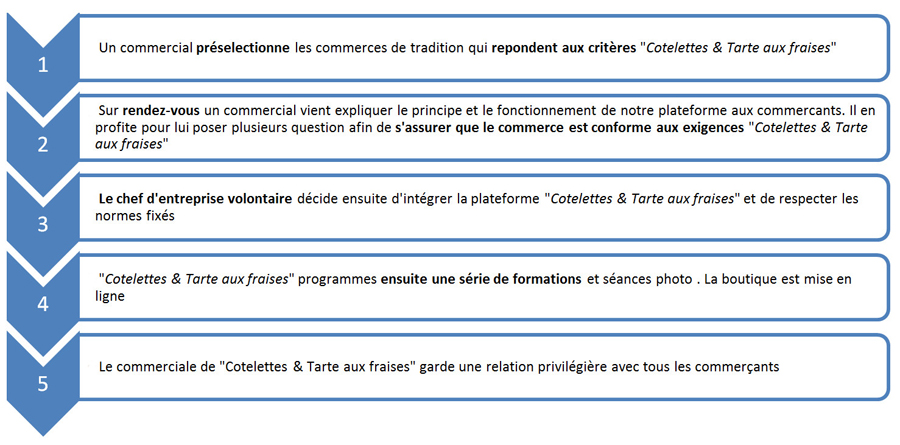 1
Un commercial préselectionne les commerces de tradition qui repondent aux critères "Cotelettes & Tarte aux fraises"
2
Sur rendez-vous un commercial vient expliquer le principe et le fonctionnement de notre plateforme aux commercants. Il en
profite pour lui poser plusieurs question afin de s'assurer que le commerce est conforme aux exigences "Cotelettes & Tarte
aux fraises"
3
Le chef d'entreprise volontaire décide ensuite d'intégrer la plateforme "Cotelettes & Tarte aux fraises" et de respecter les
normes fixés
4
"Cotelettes & Tarte aux fraises" programmes ensuite une série de formations et séances photo . La boutique est mise en
ligne
5
Le commerciale de "Cotelettes & Tarte aux fraises" garde une relation privilégière avec tous les commerçants